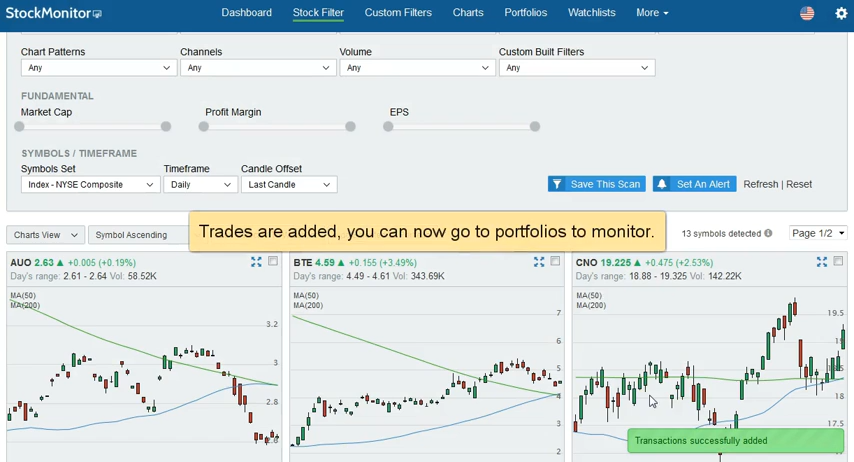 StockMonitor
Dashboard Stock Filter Custom Filters Charts Portfolios Watchlists More
Chart Patterns Channels Volume Custom Built Filters
Any Any Any Any
FUNDAMENTAL
Market Cap Profit Margin EPS
SYMBOLS / TIMEFRAME
Symbols Set Timeframe Candle Offset
Index - NYSE Composite Daily Last Candle Save This Scan Set An Alert Refresh | Reset
Charts View Symbol Ascending Trades are added, you can now go to portfolios to monitor. 13 symbols detected Page 1/2
AUO 2.63 +0.005 (+0.19%)
Day's range: 2.61 - 2.64 Vol: 58.52K
MA(50)
MA(200)
3.2
3
2.8
BTE 4.59 +0.155 (+3.49%)
Day's range: 4.49 - 4.61 Vol: 343.69K
MA(50)
MA(200)
7
6
5
4
3
CNO 19.225 +0.475 (+2.53%)
Day's range: 18.88 - 19.325 Vol: 142.22K
MA(50)
MA(200)
19.5
19
18.5
18
17.5
Transactions successfully added